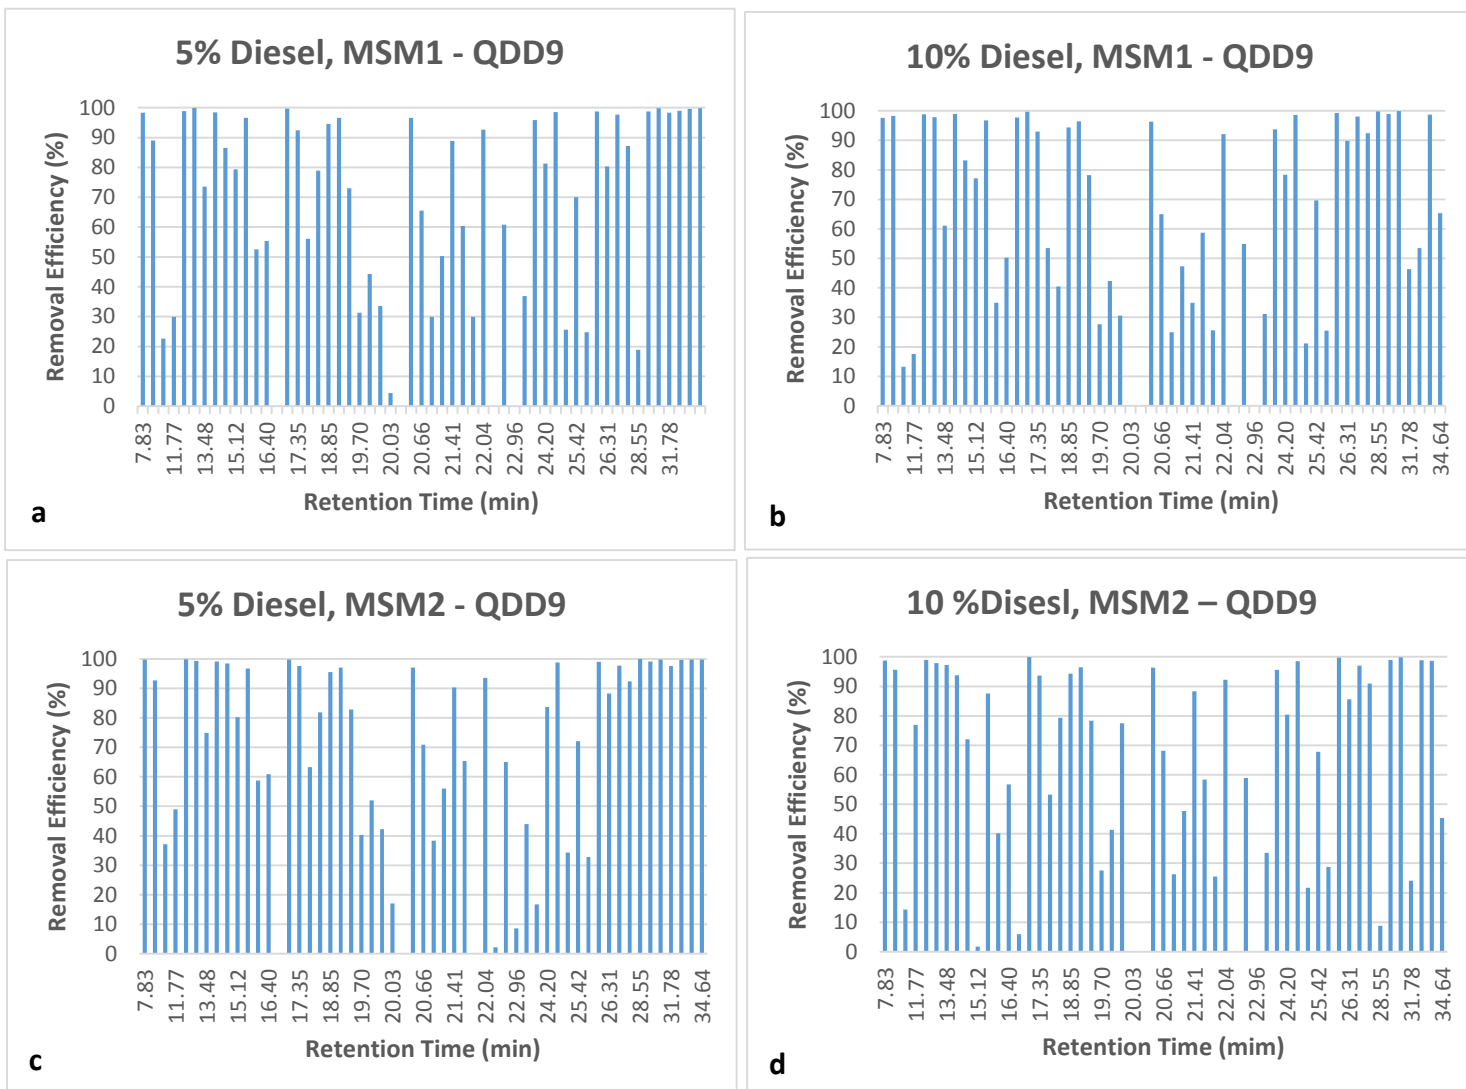 5% Diesel, MSM1 - QDD9
Removal Efficiency (%)
100
90
80
70
60
50
40
30
20
10
0
7.83 11.77 13.48 15.12 16.40 17.35 18.85 19.70 20.03 20.66 21.41 22.04 22.96 24.20 25.42 26.31 28.55 31.78
Retention Time (min)
a
10% Diesel, MSM1 - QDD9
Removal Efficiency (%)
100
90
80
70
60
50
40
30
20
10
0
7.83 11.77 13.48 15.12 16.40 17.35 18.85 19.70 20.03 20.66 21.41 22.04 22.96 24.20 25.42 26.31 28.55 31.78 34.64
Retention Time (min)
b
5% Diesel, MSM2 - QDD9
Removal Efficiency (%)
100
90
80
70
60
50
40
30
20
10
0
7.83 11.77 13.48 15.12 16.40 17.35 18.85 19.70 20.03 20.66 21.41 22.04 22.96 24.20 25.42 26.31 28.55 31.78 34.64
Retention Time (min)
c
10 %Disesl, MSM2 – QDD9
Removal Efficiency (%)
100
90
80
70
60
50
40
30
20
10
0
7.83 11.77 13.48 15.12 16.40 17.35 18.85 19.70 20.03 20.66 21.41 22.04 22.96 24.20 25.42 26.31 28.55 31.78 34.64
Retention Time (mim)
d